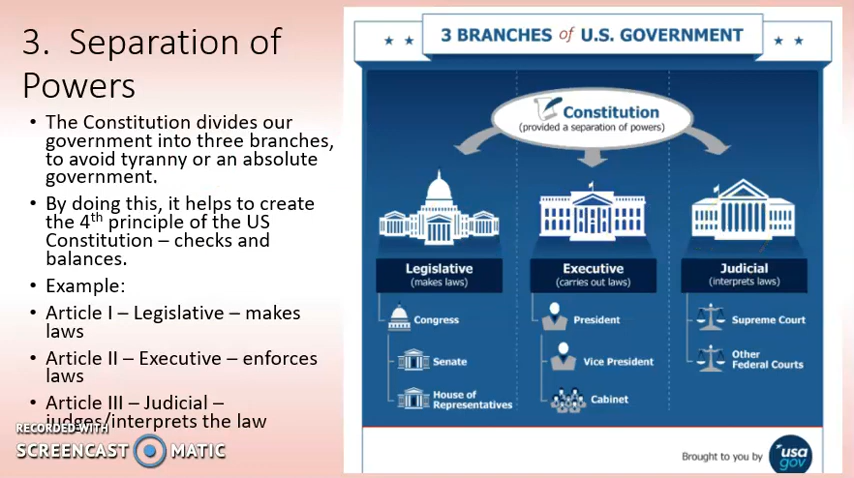 3. Separation of
Powers
• The Constitution divides our
government into three branches,
to avoid tyranny or an absolute
government.
• By doing this, it helps to create
the 4th principle of the US
Constitution – checks and
balances.
• Example:
• Article I – Legislative – makes
laws
• Article II – Executive – enforces
laws
• Article III – Judicial –
judges/interprets the law
RECORDED WITH
SCREENCAST MATIC
3 BRANCHES of U.S. GOVERNMENT
Constitution
(provided a separation of powers)
Legislative
(makes laws)
Congress
Senate
House of
Representatives
Executive
(carries out laws)
President
Vice President
Cabinet
Judicial
(interprets laws)
Supreme Court
Other
Federal Courts
Brought to you by
usa
gov